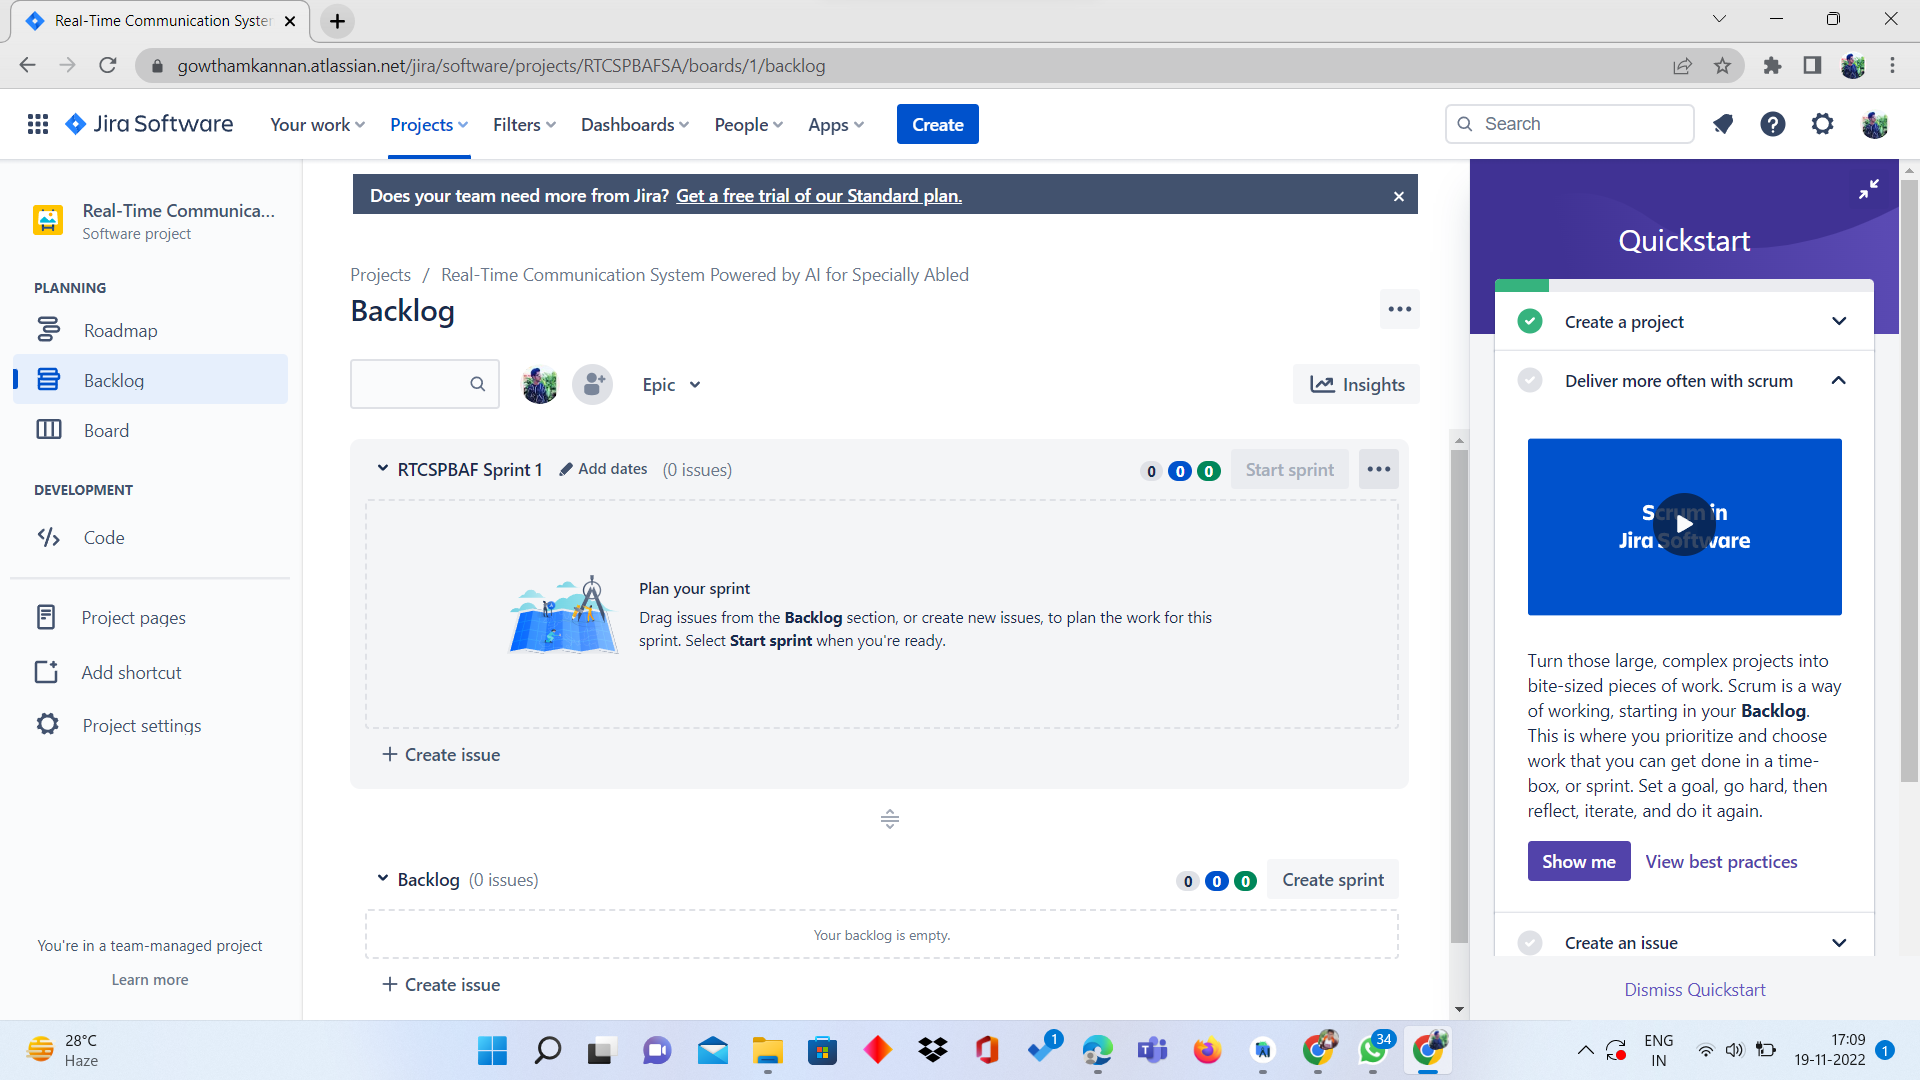 Real-Time Communication Syster
gowthamkannan.atlassian.net/jira/software/projects/RTCSPBAFSA/boards/1/backlog
Jira Software
Your work
Projects
Filters
Dashboards
People
Apps
Create
Search
Real-Time Communica...
Software project
PLANNING
Roadmap
Backlog
Board
DEVELOPMENT
Code
Project pages
Add shortcut
Project settings
You're in a team-managed project
Learn more
Does your team need more from Jira? Get a free trial of our Standard plan.
Projects / Real-Time Communication System Powered by AI for Specially Abled
Backlog
Epic
Insights
RTCSPBAF Sprint 1 Add dates (0 issues)
0 0 0 Start sprint
Plan your sprint
Drag issues from the Backlog section, or create new issues, to plan the work for this
sprint. Select Start sprint when you're ready.
+ Create issue
Backlog (0 issues)
0 0 0 Create sprint
Your backlog is empty.
+ Create issue
Quickstart
Create a project
Deliver more often with scrum
Scrum in
Jira Software
Turn those large, complex projects into
bite-sized pieces of work. Scrum is a way
of working, starting in your Backlog.
This is where you prioritize and choose
work that you can get done in a time-
box, or sprint. Set a goal, go hard, then
reflect, iterate, and do it again.
Show me View best practices
Create an issue
Dismiss Quickstart
28°C
Haze
1
34
ENG
IN
17:09
19-11-2022
1